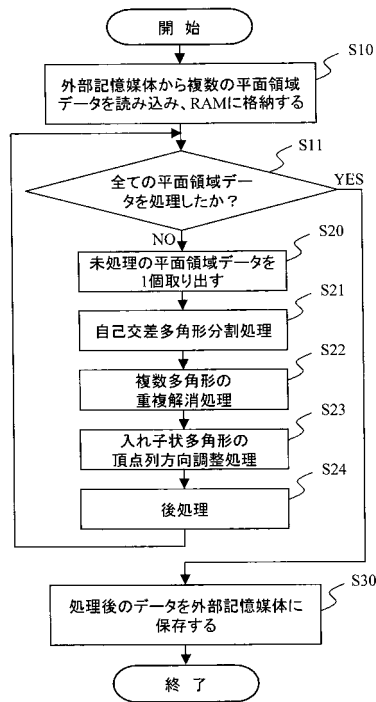 開 始
S10
外部記憶媒体から複数の平面領域
データを読み込み、RAMに格納する
S11
全ての平面領域デー
タを処理したか？
YES
NO
S20
未処理の平面領域データを
1個取り出す
S21
自己交差多角形分割処理
S22
複数多角形の
重複解消処理
S23
入れ子状多角形の
頂点列方向調整処理
S24
後処理
S30
処理後のデータを外部記憶媒体に
保存する
終 了